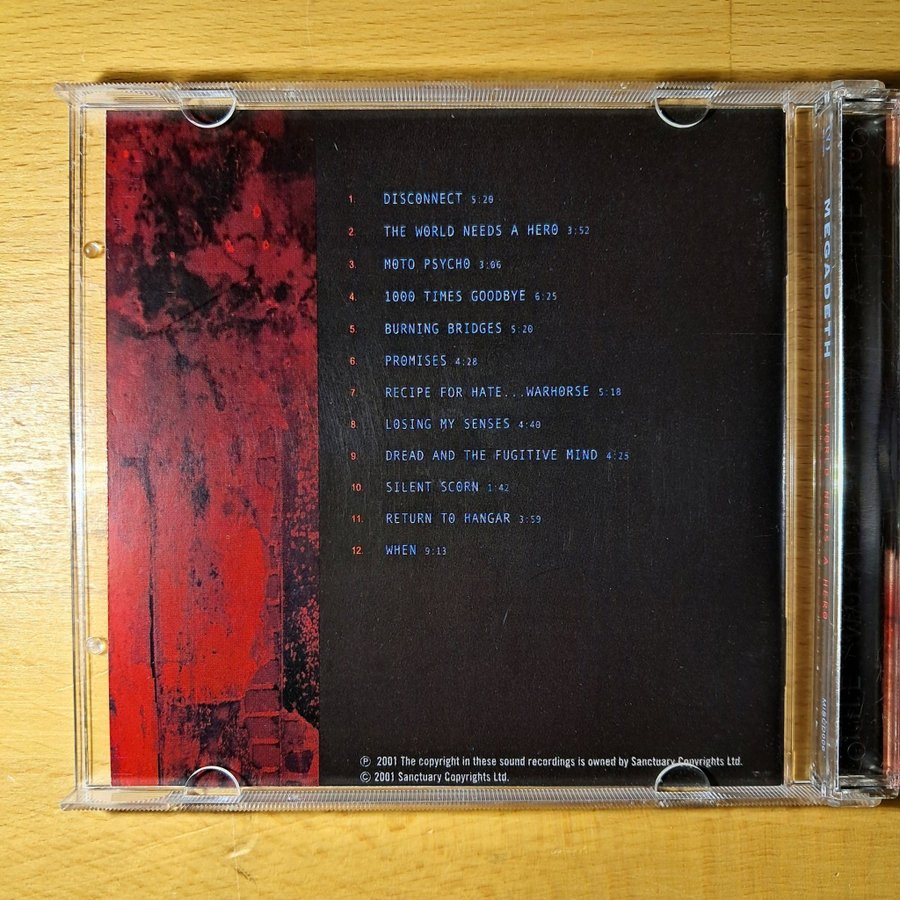 1. DISCONNECT 5:20
2. THE WORLD NEEDS A HERO 3:52
3. MOTO PSYCHO 3:06
4. 1000 TIMES GOODBYE 6:25
5. BURNING BRIDGES 5:20
6. PROMISES 4:28
7. RECIPE FOR HATE...WARHORSE 5:18
8. LOSING MY SENSES 4:40
9. DREAD AND THE FUGITIVE MIND 4:25
10. SILENT SCORN 1:42
11. RETURN TO HANGAR 3:59
12. WHEN 9:13
℗ 2001 The copyright in these sound recordings is owned by Sanctuary Copyrights Ltd.
© 2001 Sanctuary Copyrights Ltd.
MEGADETH THE WORLD NEEDS A HERO